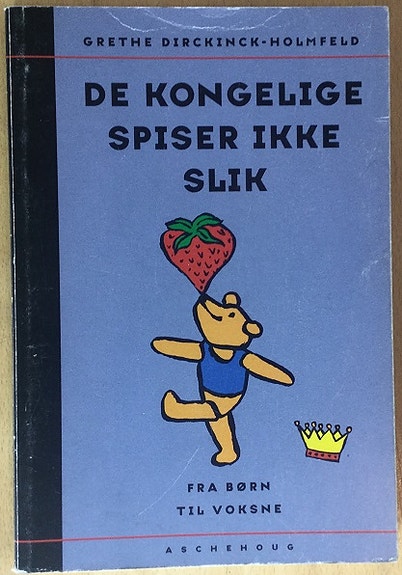 GRETHE DIRCKINCK-HOLMFELD
DE KONGELIGE
SPISER IKKE
SLIK
FRA BØRN
TIL VOKSNE
ASCHEHOUG